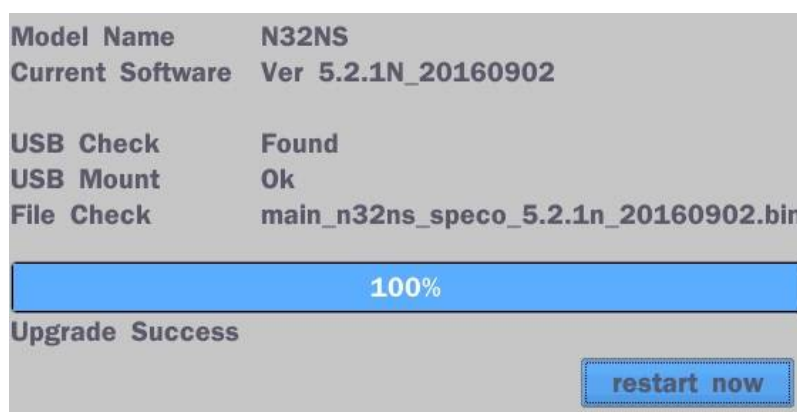 Model Name N32NS
Current Software Ver 5.2.1N_20160902
USB Check Found
USB Mount Ok
File Check main_n32ns_speco_5.2.1n_20160902.bin
100%
Upgrade Success
restart now